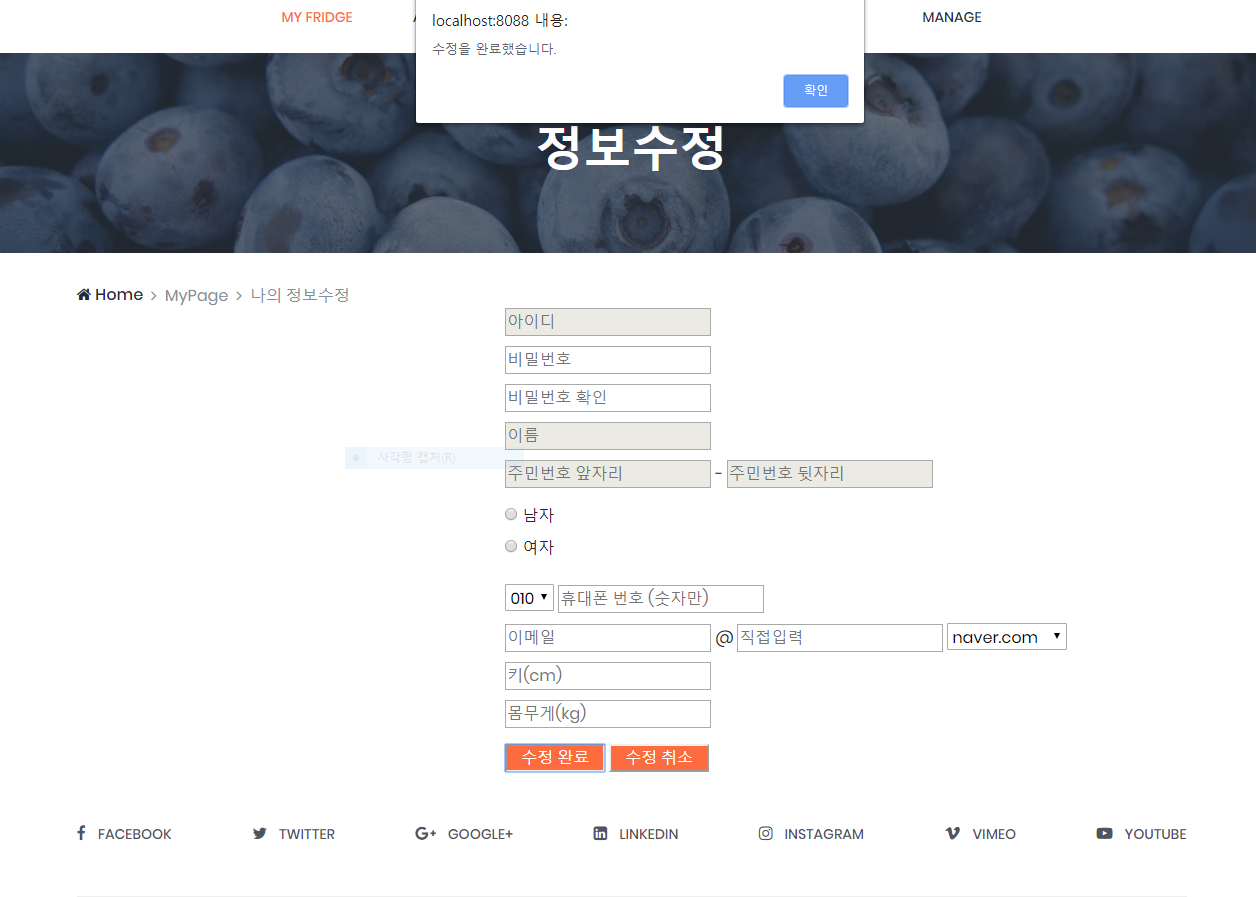 MY FRIDGE
MANAGE
localhost:8088 내용:
수정을 완료했습니다.
확인
정보수정
Home > MyPage > 나의 정보수정
아이디
비밀번호
비밀번호 확인
이름
사각형 캡처(R)
주민번호 앞자리 - 주민번호 뒷자리
남자
여자
010 휴대폰 번호 (숫자만)
이메일 @ 직접입력 naver.com
키(cm)
몸무게(kg)
수정 완료 수정 취소
FACEBOOK TWITTER GOOGLE+ LINKEDIN INSTAGRAM VIMEO YOUTUBE